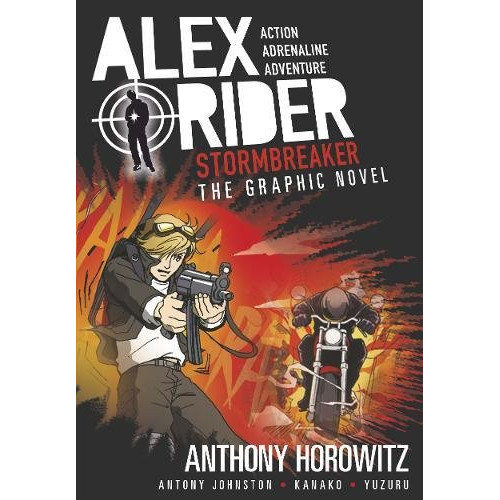 ALEX
ACTION
ADRENALINE
ADVENTURE
RIDER
STORMBREAKER
THE GRAPHIC NOVEL
ANTHONY HOROWITZ
ANTONY JOHNSTON • KANAKO • YUZURU